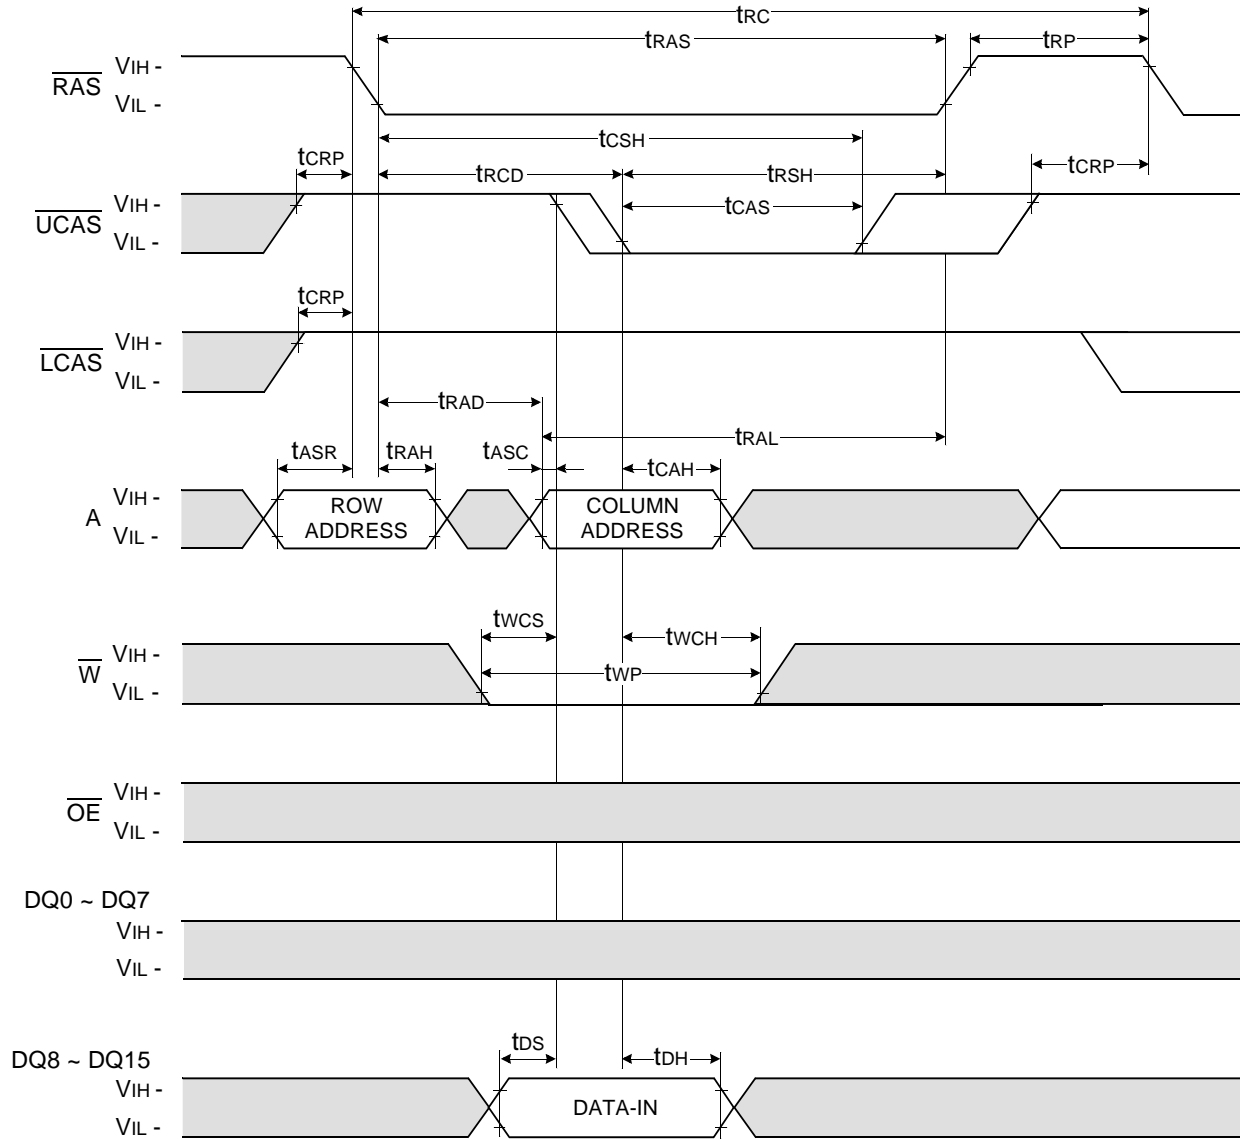 tRC
tRAS
tRP
RAS
VIH -
VIL -
tCSH
tCRP
tRCD
tRSH
tCRP
UCAS
VIH -
VIL -
tCAS
tCRP
LCAS
VIH -
VIL -
tRAD
tRAL
tASR
tRAH
tASC
tCAH
A
VIH -
VIL -
ROW
ADDRESS
COLUMN
ADDRESS
tWCS
tWCH
tWP
W
VIH -
VIL -
OE
VIH -
VIL -
DQ0 ~ DQ7
VIH -
VIL -
tDS
tDH
DQ8 ~ DQ15
VIH -
VIL -
DATA-IN